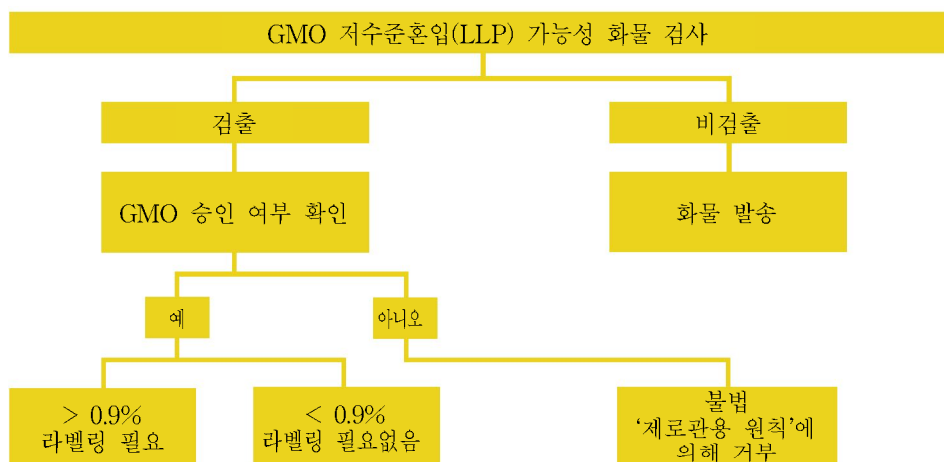 GMO 저수준혼입(LLP) 가능성 화물 검사
검출
비검출
GMO 승인 여부 확인
화물 발송
예
아니오
> 0.9%
라벨링 필요
< 0.9%
라벨링 필요없음
불법
‘제로관용 원칙’에
의해 거부